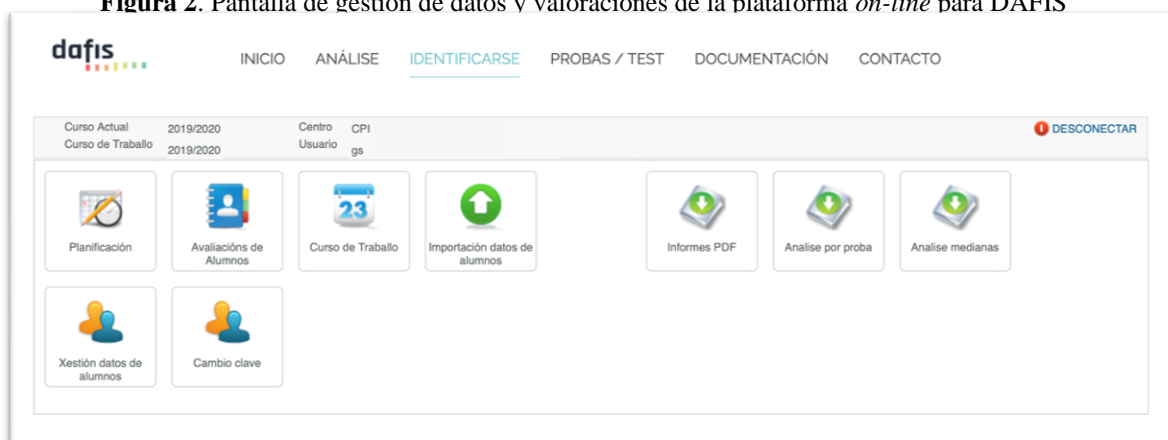 Figura 2. Pantalla de gestión de datos y valoraciones de la plataforma on-line para DAFIS
dafis
INICIO ANÁLISE IDENTIFICARSE PROBAS / TEST DOCUMENTACIÓN CONTACTO
Curso Actual 2019/2020 Centro CPI DESCONECTAR
Curso de Traballo 2019/2020 Usuario gs
23
Planificación Avaliacións de Alumnos Curso de Traballo Importación datos de alumnos Informes PDF Analise por proba Analise medianas
Xestión datos de alumnos Cambio clave